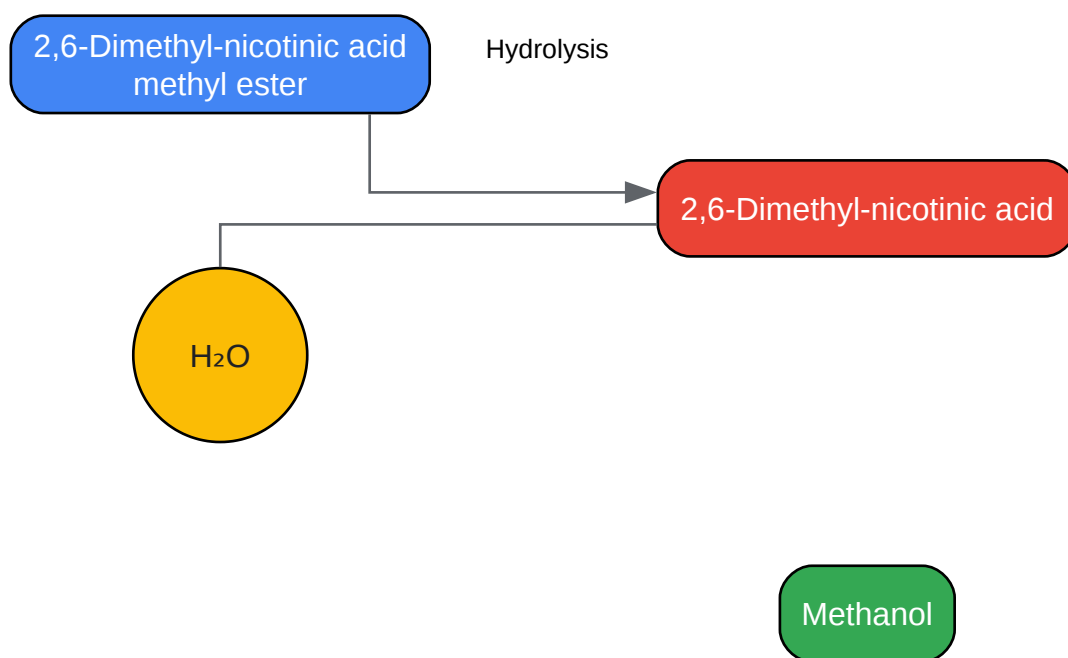 2,6-Dimethyl-nicotinic acid
methyl ester
Hydrolysis
2,6-Dimethyl-nicotinic acid
H₂O
Methanol